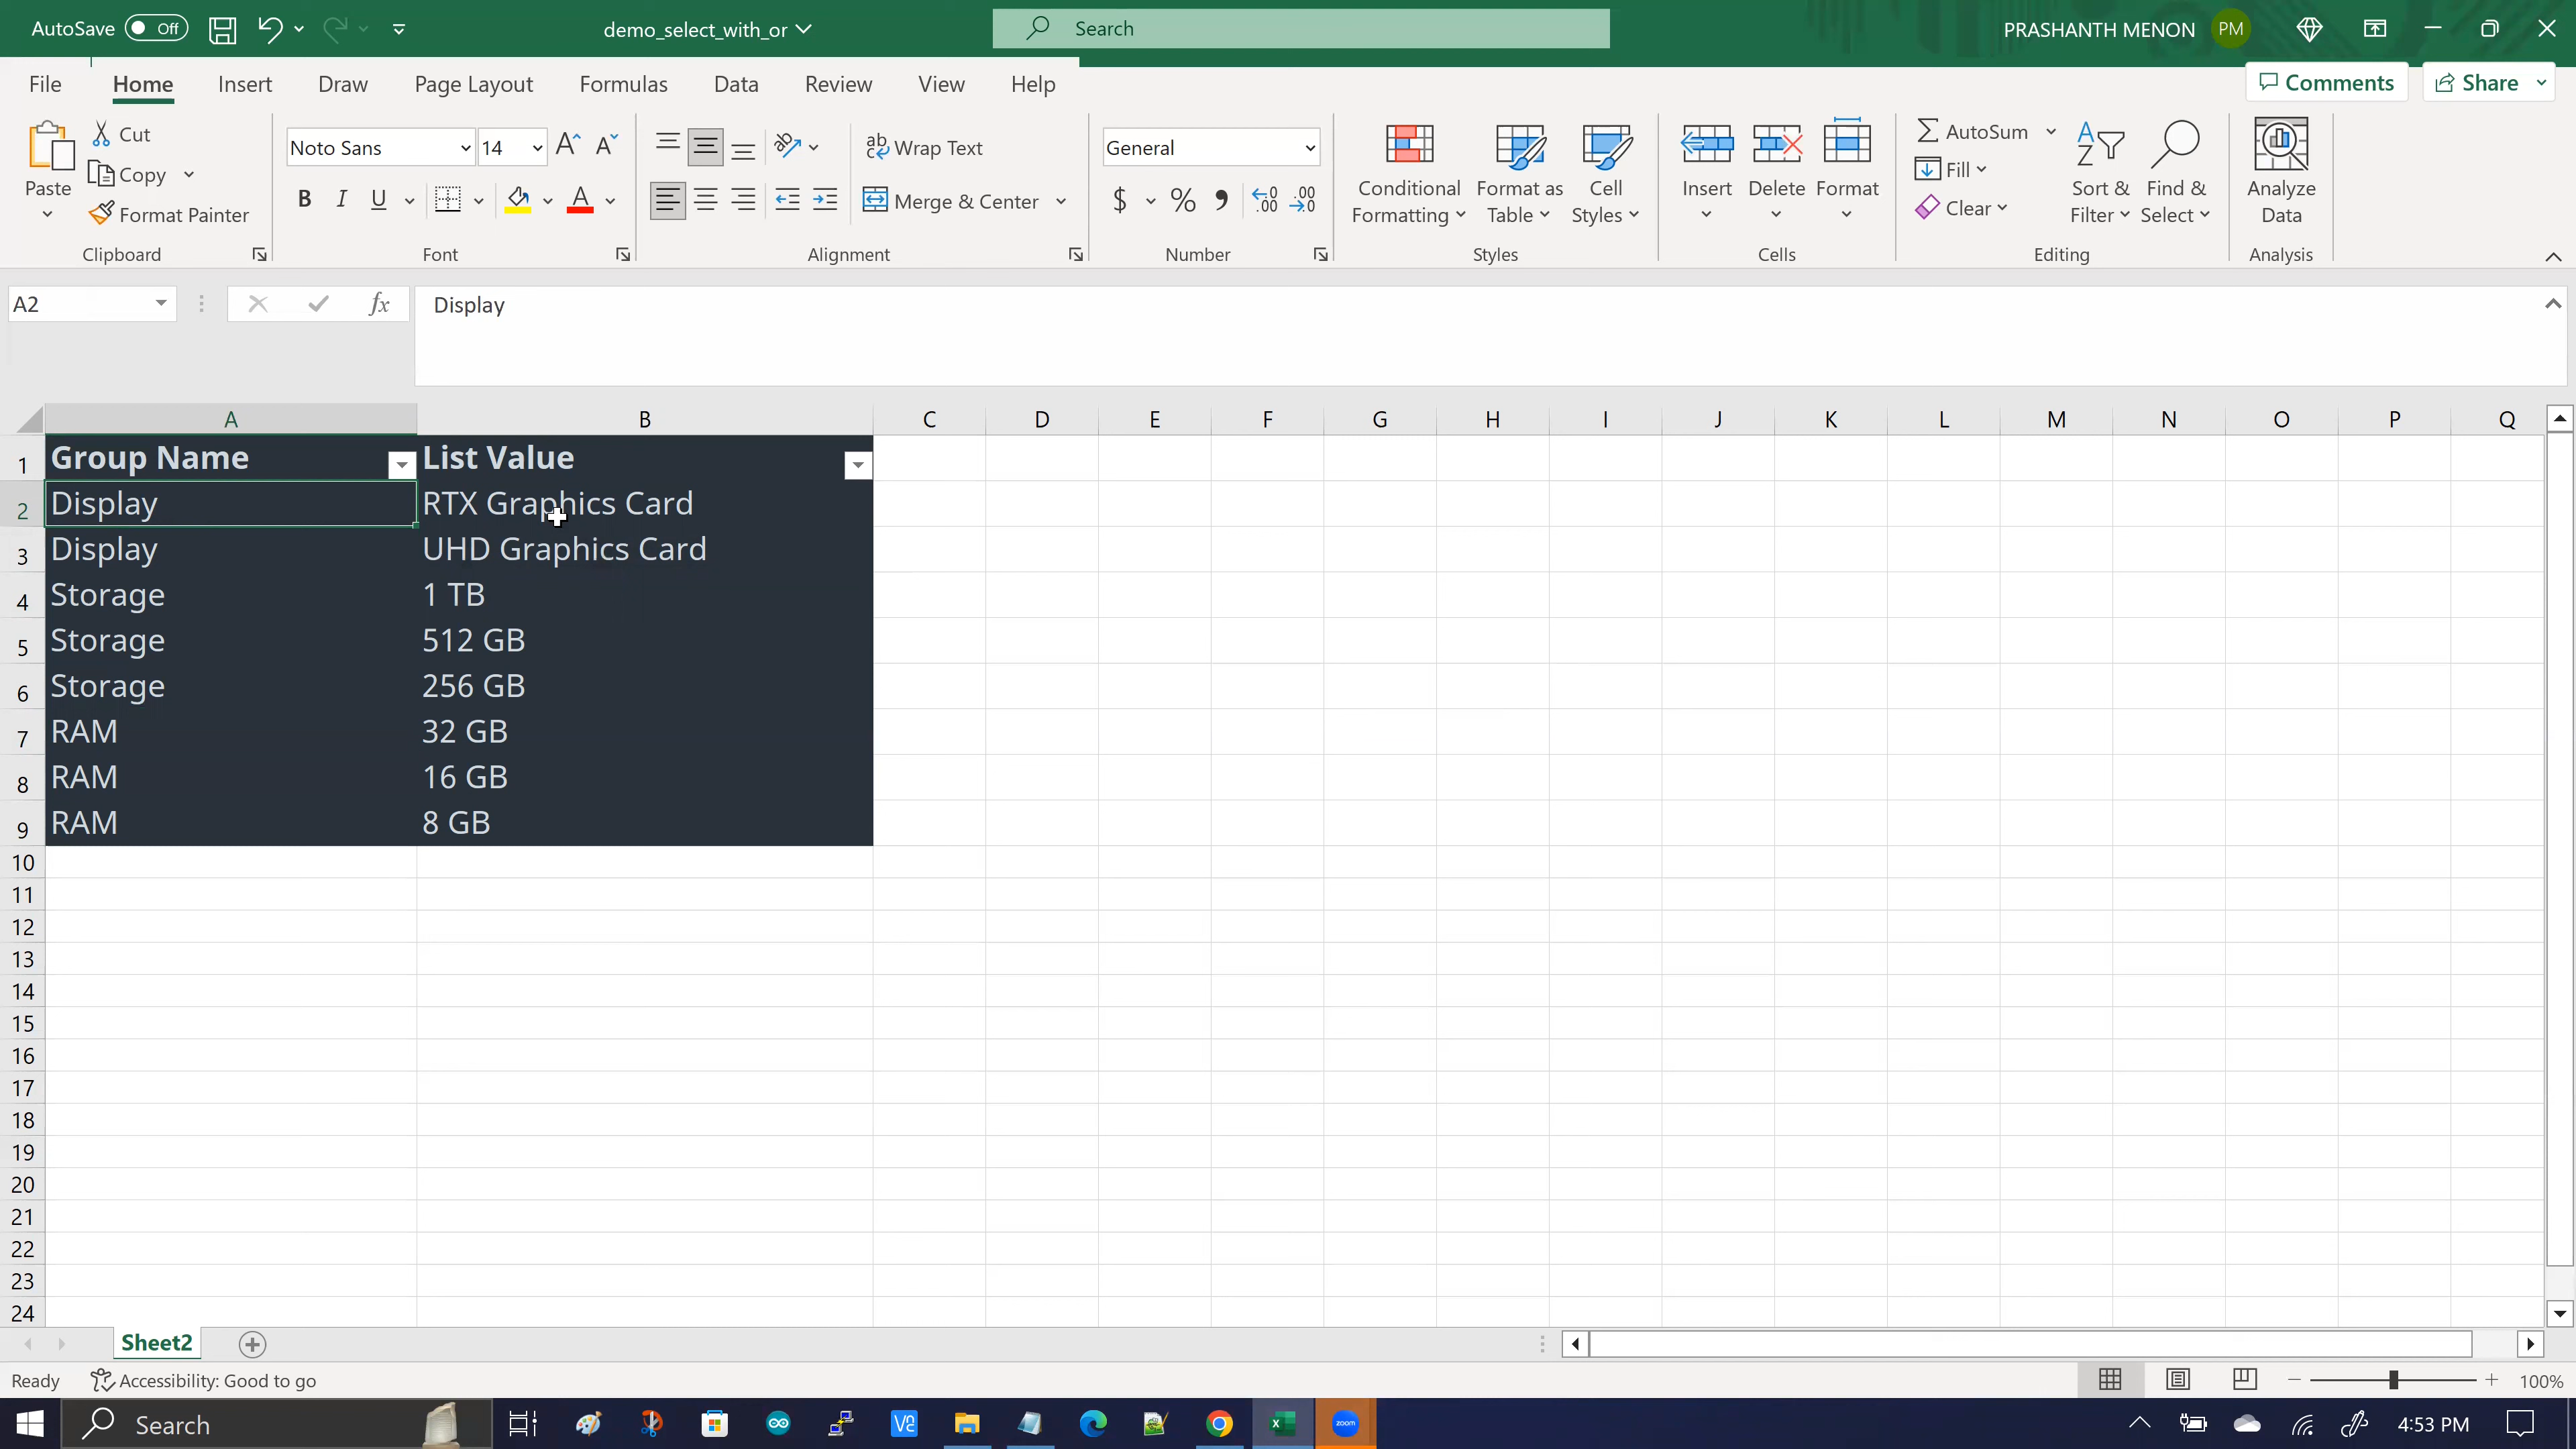 AutoSave Off demo_select_with_or Search PRASHANTH MENON PM
File Home Insert Draw Page Layout Formulas Data Review View Help Comments Share
Paste Cut Copy Format Painter
Clipboard
Noto Sans 14
B I U A
Font
Wrap Text
Merge & Center
Alignment
General
$ % , .00 .00
Number
Conditional Formatting Format as Table Cell Styles
Styles
Insert Delete Format
Cells
AutoSum Fill Clear Sort & Filter Find & Select
Editing
Analyze Data
Analysis
A2 fx Display
A B C D E F G H I J K L M N O P Q
1 Group Name List Value
2 Display RTX Graphics Card
3 Display UHD Graphics Card
4 Storage 1 TB
5 Storage 512 GB
6 Storage 256 GB
7 RAM 32 GB
8 RAM 16 GB
9 RAM 8 GB
10
11
12
13
14
15
16
17
18
19
20
21
22
23
24
Sheet2
Ready Accessibility: Good to go 100%
Search zoom 4:53 PM